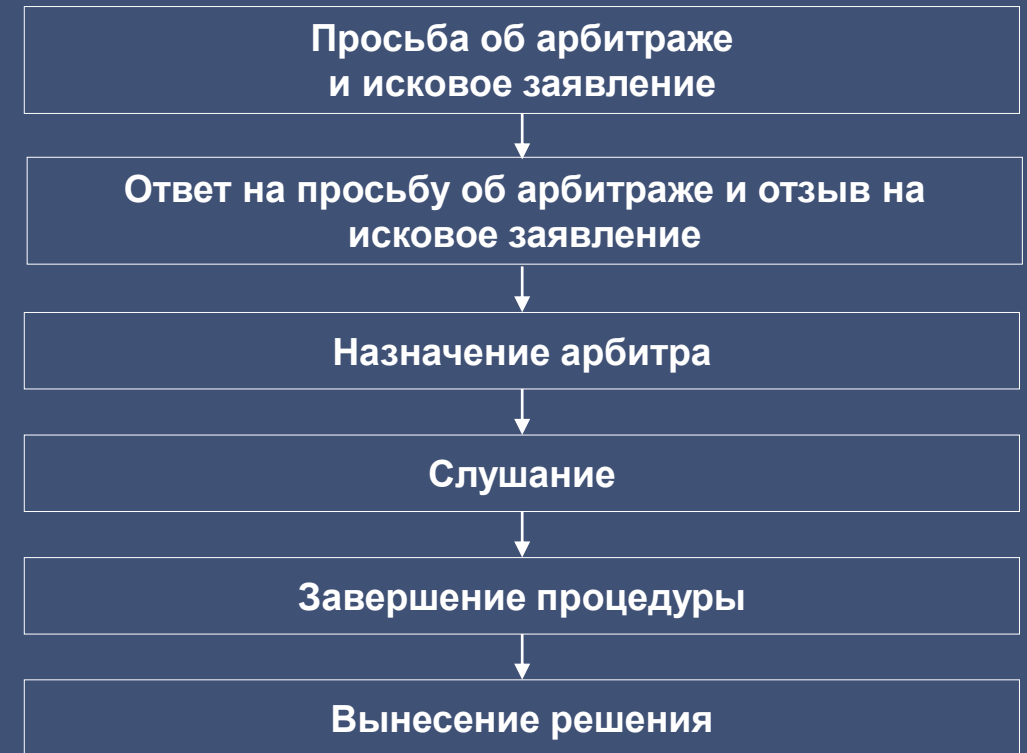 Просьба об арбитраже
и исковое заявление
Ответ на просьбу об арбитраже и отзыв на
исковое заявление
Назначение арбитра
Слушание
Завершение процедуры
Вынесение решения